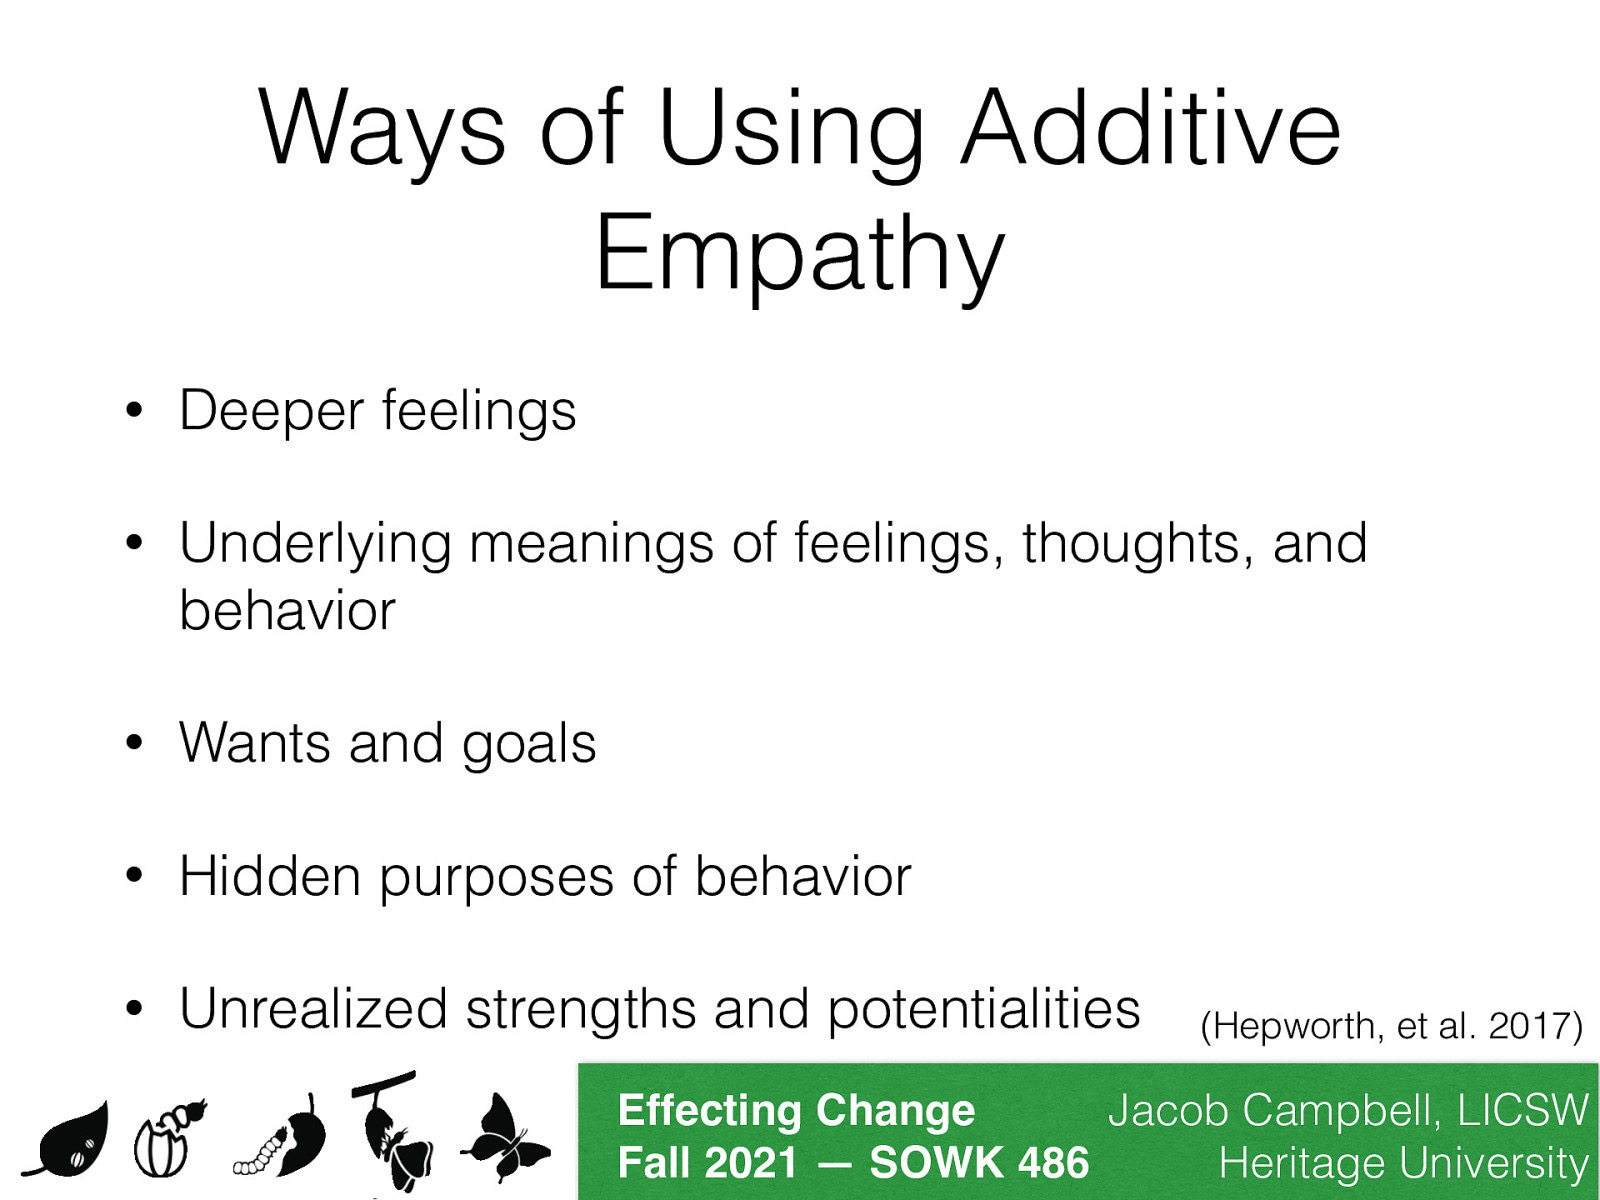 Ways of Using Additive
Empathy
• Deeper feelings
• Underlying meanings of feelings, thoughts, and
behavior
• Wants and goals
• Hidden purposes of behavior
• Unrealized strengths and potentialities
(Hepworth, et al. 2017)
Effecting Change
Jacob Campbell, LICSW
Fall 2021 — SOWK 486
Heritage University